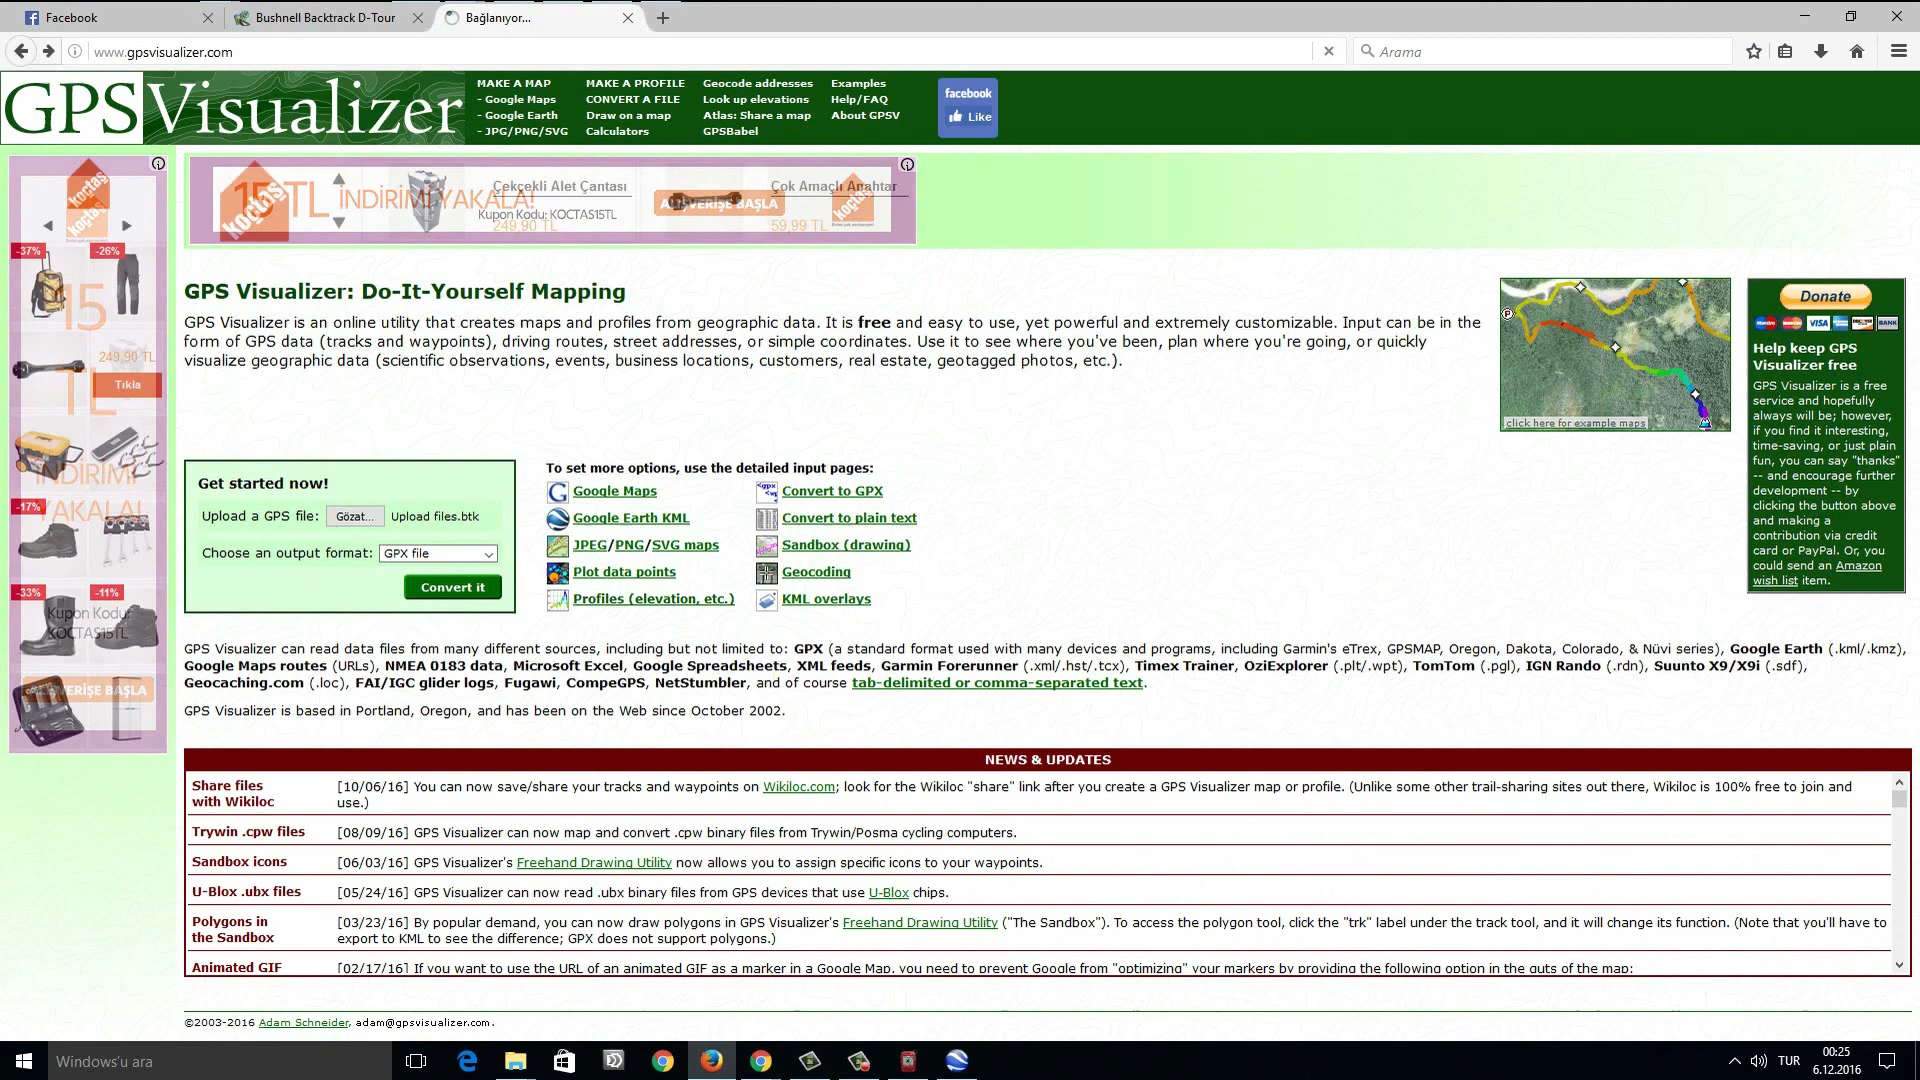 Facebook
Bushnell Backtrack D-Tour
Bağlanıyor...
www.gpsvisualizer.com
Arama
GPSVisualizer
MAKE A MAP
- Google Maps
- Google Earth
- JPG/PNG/SVG
MAKE A PROFILE
CONVERT A FILE
Draw on a map
Calculators
Geocode addresses
Look up elevations
Atlas: Share a map
GPSBabel
Examples
Help/FAQ
About GPSV
facebook
Like
koçtaş
koçtaş
-37%
-26%
15
249,90 TL
TL
Tıkla
İNDİRİMİ
YAKALA!
-17%
-33%
-11%
Kupon Kodu:
KOCTAS15TL
ALIŞVERİŞE BAŞLA
koçtaş
15TL İNDİRİMİ YAKALA!
Çekçekli Alet Çantası
Kupon Kodu: KOCTAS15TL
249,90 TL
ALIŞVERİŞE BAŞLA
Çok Amaçlı Anahtar
59,99 TL
koçtaş
GPS Visualizer: Do-It-Yourself Mapping
GPS Visualizer is an online utility that creates maps and profiles from geographic data. It is free and easy to use, yet powerful and extremely customizable. Input can be in the
form of GPS data (tracks and waypoints), driving routes, street addresses, or simple coordinates. Use it to see where you've been, plan where you're going, or quickly
visualize geographic data (scientific observations, events, business locations, customers, real estate, geotagged photos, etc.).
P
click here for example maps
Donate
VISA
BANK
Help keep GPS
Visualizer free
GPS Visualizer is a free
service and hopefully
always will be; however,
if you find it interesting,
time-saving, or just plain
fun, you can say "thanks"
-- and encourage further
development -- by
clicking the button above
and making a
contribution via credit
card or PayPal. Or, you
could send an Amazon
wish list item.
Get started now!
Upload a GPS file: Gözat... Upload files.btk
Choose an output format: GPX file
Convert it
To set more options, use the detailed input pages:
Google Maps
Google Earth KML
JPEG/PNG/SVG maps
Plot data points
Profiles (elevation, etc.)
Convert to GPX
Convert to plain text
Sandbox (drawing)
Geocoding
KML overlays
GPS Visualizer can read data files from many different sources, including but not limited to: GPX (a standard format used with many devices and programs, including Garmin's eTrex, GPSMAP, Oregon, Dakota, Colorado, & Nüvi series), Google Earth (.kml/.kmz),
Google Maps routes (URLs), NMEA 0183 data, Microsoft Excel, Google Spreadsheets, XML feeds, Garmin Forerunner (.xml/.hst/.tcx), Timex Trainer, OziExplorer (.plt/.wpt), TomTom (.pgl), IGN Rando (.rdn), Suunto X9/X9i (.sdf),
Geocaching.com (.loc), FAI/IGC glider logs, Fugawi, CompeGPS, NetStumbler, and of course tab-delimited or comma-separated text.
GPS Visualizer is based in Portland, Oregon, and has been on the Web since October 2002.
NEWS & UPDATES
Share files
with Wikiloc
[10/06/16] You can now save/share your tracks and waypoints on Wikiloc.com; look for the Wikiloc "share" link after you create a GPS Visualizer map or profile. (Unlike some other trail-sharing sites out there, Wikiloc is 100% free to join and
use.)
Trywin .cpw files
[08/09/16] GPS Visualizer can now map and convert .cpw binary files from Trywin/Posma cycling computers.
Sandbox icons
[06/03/16] GPS Visualizer's Freehand Drawing Utility now allows you to assign specific icons to your waypoints.
U-Blox .ubx files
[05/24/16] GPS Visualizer can now read .ubx binary files from GPS devices that use U-Blox chips.
Polygons in
the Sandbox
[03/23/16] By popular demand, you can now draw polygons in GPS Visualizer's Freehand Drawing Utility ("The Sandbox"). To access the polygon tool, click the "trk" label under the track tool, and it will change its function. (Note that you'll have to
export to KML to see the difference; GPX does not support polygons.)
Animated GIF
[02/17/16] If you want to use the URL of an animated GIF as a marker in a Google Map, you need to prevent Google from "optimizing" your markers by providing the following option in the guts of the map:
©2003-2016 Adam Schneider, adam@gpsvisualizer.com.
Windows'u ara
TUR
00:25
6.12.2016